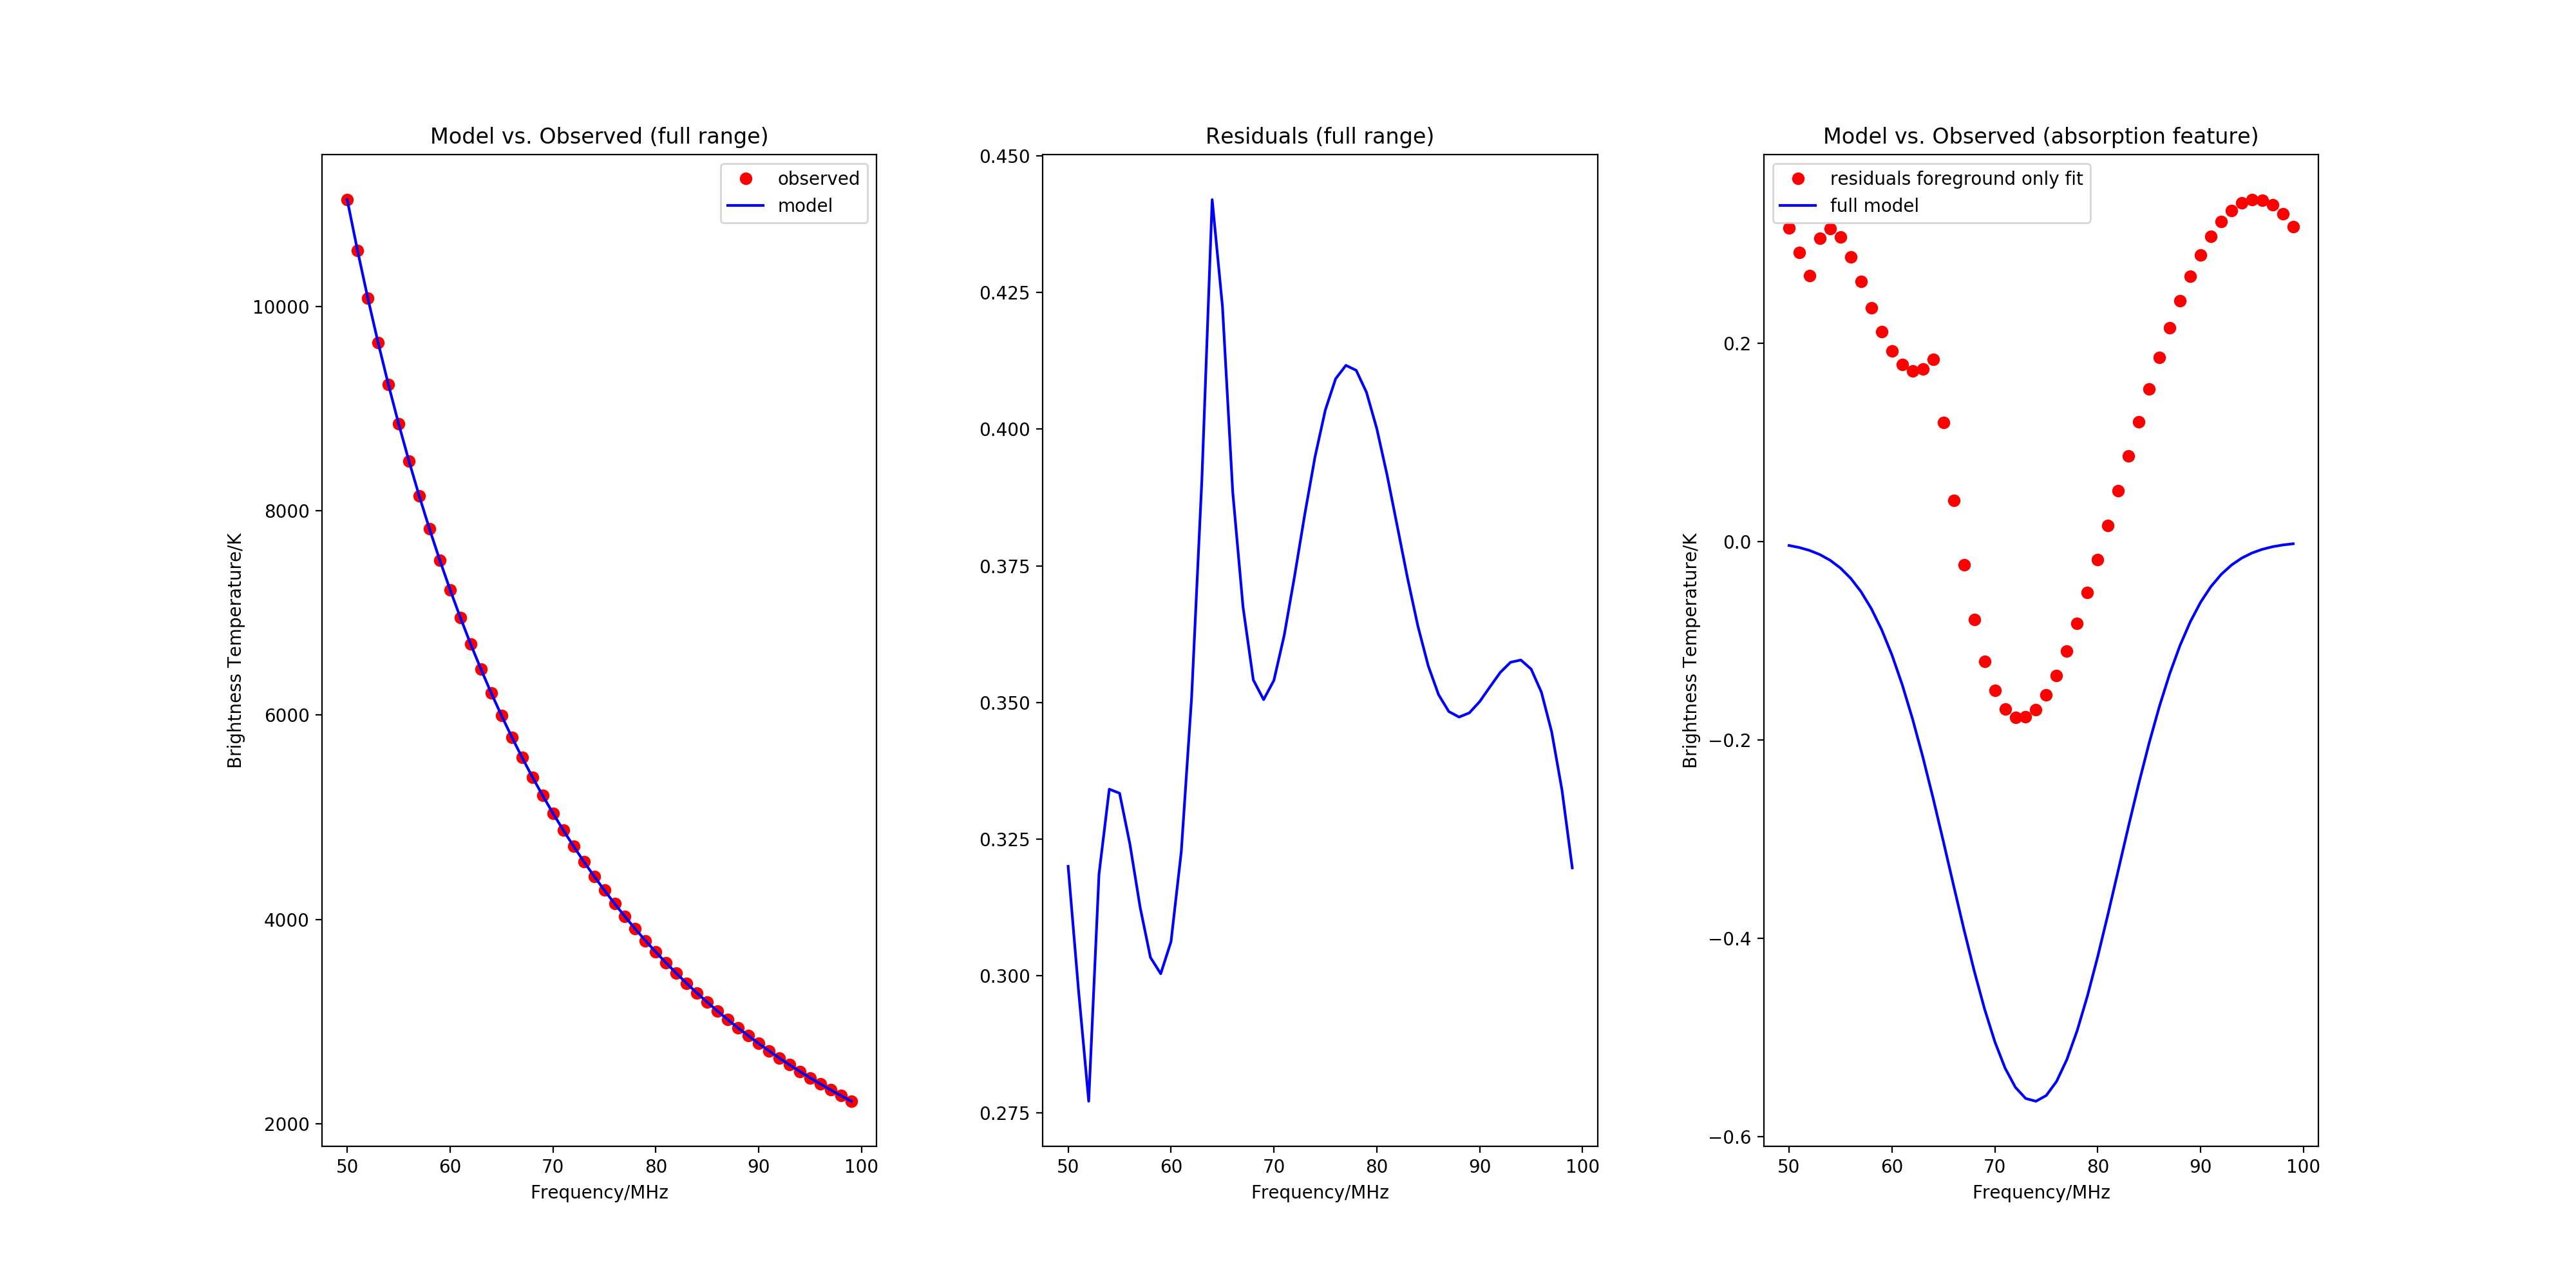 Model vs. Observed (full range)
observed
model
10000
8000
6000
4000
2000
Brightness Temperature/K
50 60 70 80 90 100
Frequency/MHz
Residuals (full range)
0.450
0.425
0.400
0.375
0.350
0.325
0.300
0.275
50 60 70 80 90 100
Frequency/MHz
Model vs. Observed (absorption feature)
residuals foreground only fit
full model
0.2
0.0
−0.2
−0.4
−0.6
Brightness Temperature/K
50 60 70 80 90 100
Frequency/MHz